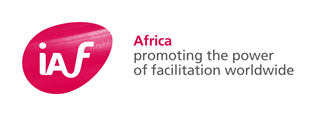 iAF
Africa
promoting the power
of facilitation worldwide